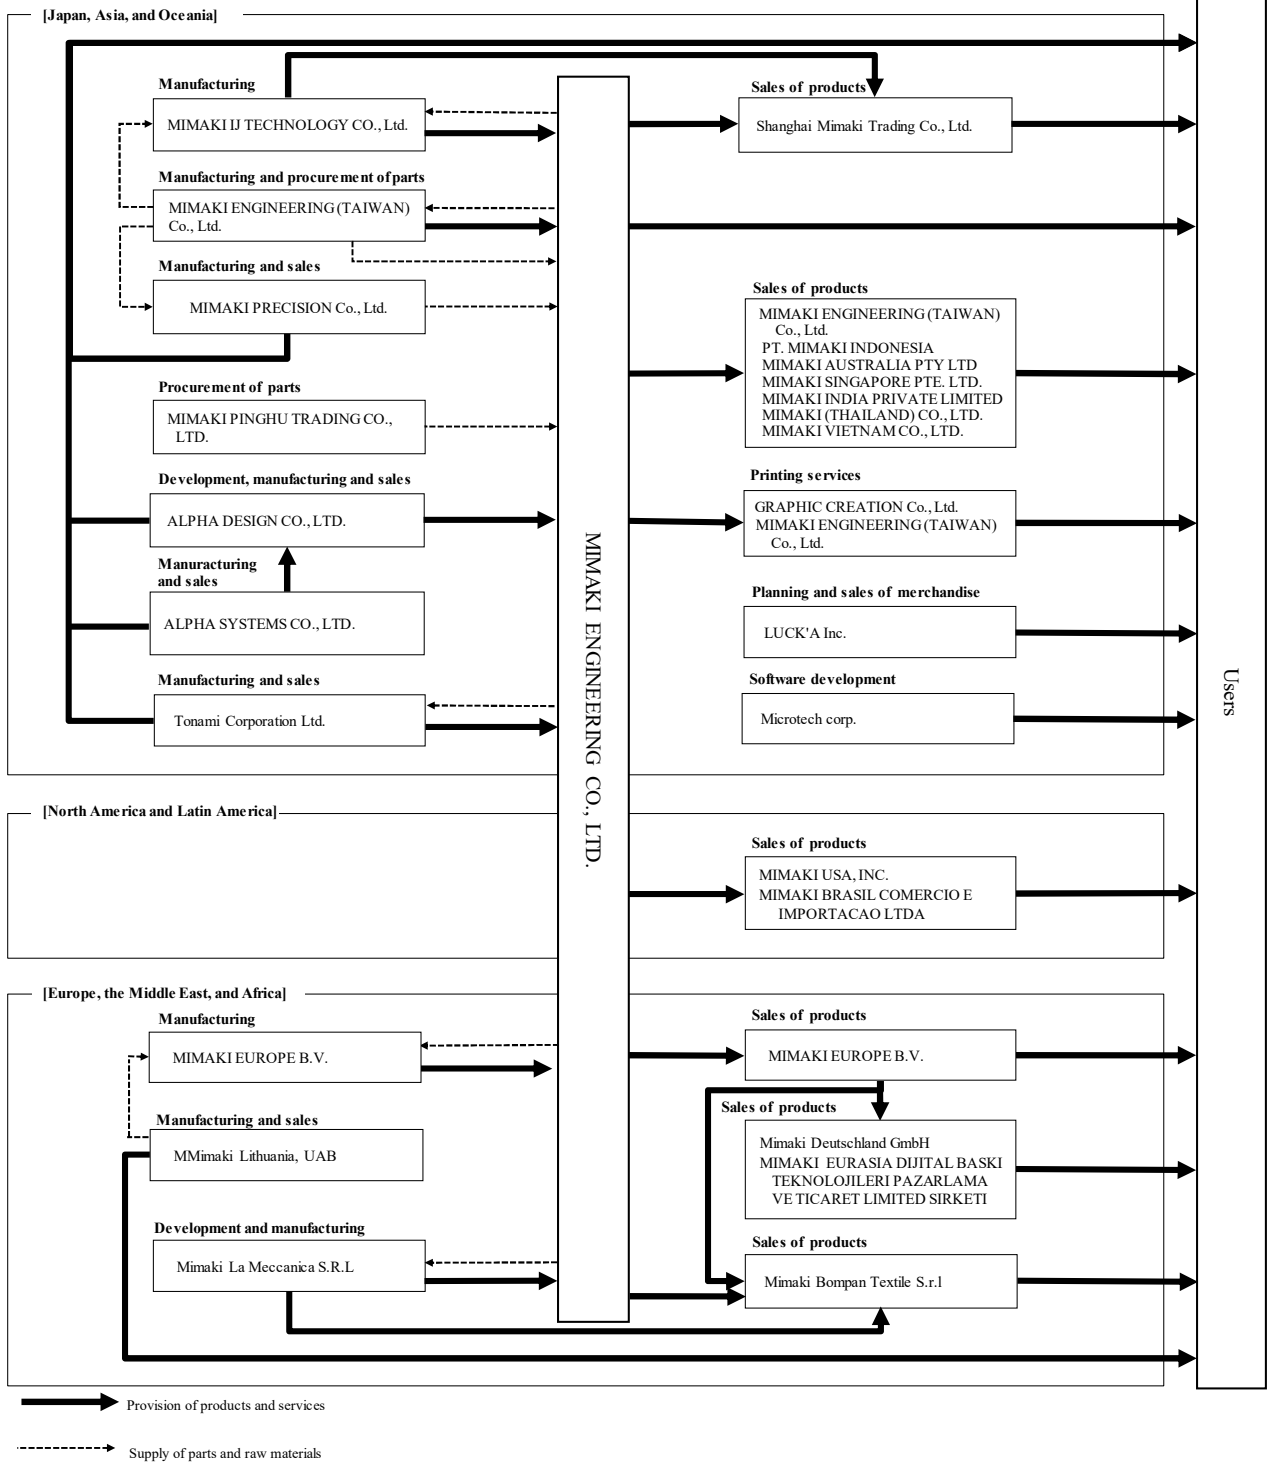 [Japan, Asia, and Oceania]
Manufacturing
MIMAKI IJ TECHNOLOGY CO., Ltd.
Manufacturing and procurement of parts
MIMAKI ENGINEERING (TAIWAN)
Co., Ltd.
Manufacturing and sales
MIMAKI PRECISION Co., Ltd.
Procurement of parts
MIMAKI PINGHU TRADING CO.,
LTD.
Development, manufacturing and sales
ALPHA DESIGN CO., LTD.
Manuracturing
and sales
ALPHA SYSTEMS CO., LTD.
Manufacturing and sales
Tonami Corporation Ltd.
MIMAKI ENGINEERING CO., LTD.
Sales of products
Shanghai Mimaki Trading Co., Ltd.
Sales of products
MIMAKI ENGINEERING (TAIWAN)
Co., Ltd.
PT. MIMAKI INDONESIA
MIMAKI AUSTRALIA PTY LTD
MIMAKI SINGAPORE PTE. LTD.
MIMAKI INDIA PRIVATE LIMITED
MIMAKI (THAILAND) CO., LTD.
MIMAKI VIETNAM CO., LTD.
Printing services
GRAPHIC CREATION Co., Ltd.
MIMAKI ENGINEERING (TAIWAN)
Co., Ltd.
Planning and sales of merchandise
LUCK'A Inc.
Software development
Microtech corp.
Users
[North America and Latin America]
Sales of products
MIMAKI USA, INC.
MIMAKI BRASIL COMERCIO E
IMPORTACAO LTDA
[Europe, the Middle East, and Africa]
Manufacturing
MIMAKI EUROPE B.V.
Manufacturing and sales
MMimaki Lithuania, UAB
Development and manufacturing
Mimaki La Meccanica S.R.L
Sales of products
MIMAKI EUROPE B.V.
Sales of products
Mimaki Deutschland GmbH
MIMAKI EURASIA DIJITAL BASKI
TEKNOLOJILERI PAZARLAMA
VE TICARET LIMITED SIRKETI
Sales of products
Mimaki Bompan Textile S.r.l
Provision of products and services
Supply of parts and raw materials